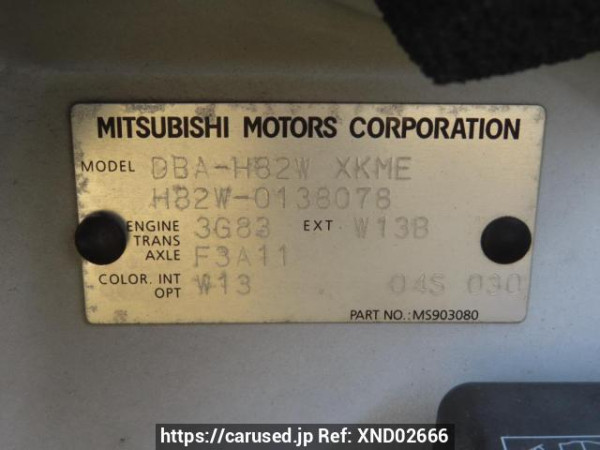 MITSUBISHI MOTORS CORPORATION
MODEL DBA-H82W XKME
H82W-0138078
ENGINE 3G83 EXT W13B
TRANS
AXLE F3A11
COLOR. INT W13 . 04S 030
OPT
PART NO.:MS903080
https://carused.jp Ref: XND02666